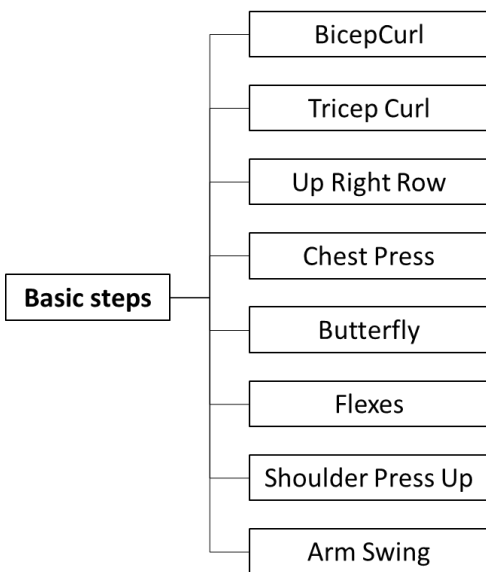 BicepCurl
Tricep Curl
Up Right Row
Chest Press
Basic steps
Butterfly
Flexes
Shoulder Press Up
Arm Swing